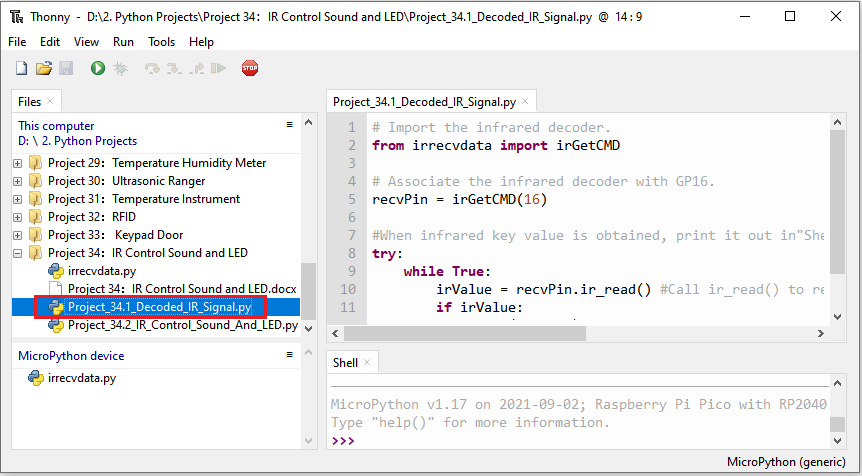 Thonny - D:\2. Python Projects\Project 34：IR Control Sound and LED\Project_34.1_Decoded_IR_Signal.py @ 14 : 9
File Edit View Run Tools Help
STOP
Files
This computer
D: \ 2. Python Projects
Project 29：Temperature Humidity Meter
Project 30：Ultrasonic Ranger
Project 31：Temperature Instrument
Project 32：RFID
Project 33： Keypad Door
Project 34：IR Control Sound and LED
irrecvdata.py
Project 34：IR Control Sound and LED.docx
Project_34.1_Decoded_IR_Signal.py
Project_34.2_IR_Control_Sound_And_LED.py
MicroPython device
irrecvdata.py
Project_34.1_Decoded_IR_Signal.py
1 # Import the infrared decoder.
2 from irrecvdata import irGetCMD
3
4 # Associate the infrared decoder with GP16.
5 recvPin = irGetCMD(16)
6
7 #When infrared key value is obtained, print it out in"She
8 try:
9 while True:
10 irValue = recvPin.ir_read() #Call ir_read() to re
11 if irValue:
Shell
MicroPython v1.17 on 2021-09-02; Raspberry Pi Pico with RP2040
Type "help()" for more information.
>>>
MicroPython (generic)